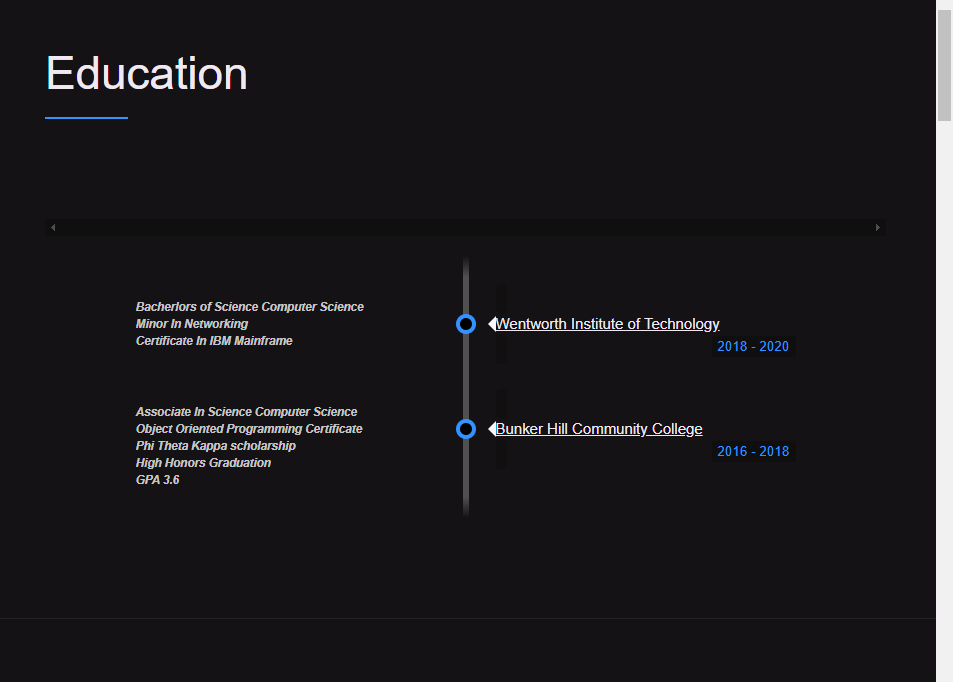 Education
Bacherlors of Science Computer Science
Minor In Networking
Certificate In IBM Mainframe
Wentworth Institute of Technology
2018 - 2020
Associate In Science Computer Science
Object Oriented Programming Certificate
Phi Theta Kappa scholarship
High Honors Graduation
GPA 3.6
Bunker Hill Community College
2016 - 2018